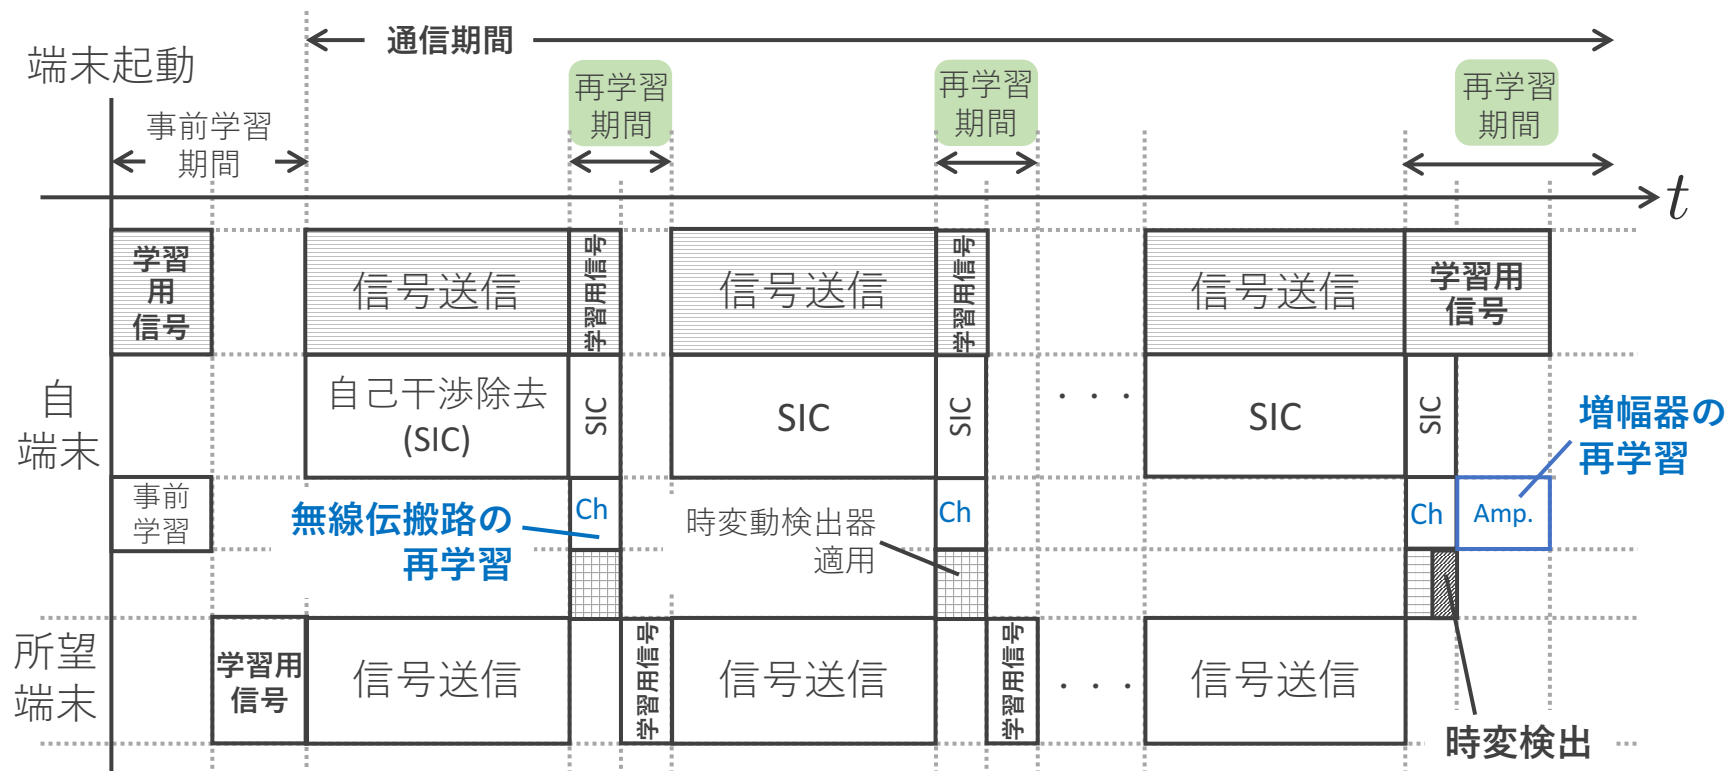 通信期間
端末起動
再学習
期間
再学習
期間
再学習
期間
事前学習
期間
t
学習
用
信号
信号送信
学習用信号
信号送信
学習用信号
信号送信
学習用
信号
自
端末
自己干渉除去
(SIC)
SIC
SIC
SIC
・・・
SIC
SIC
増幅器の
再学習
事前
学習
無線伝搬路の
再学習
Ch
時変動検出器
適用
Ch
Ch
Amp.
所望
端末
学習用
信号
信号送信
学習用信号
信号送信
学習用信号
・・・
信号送信
時変検出